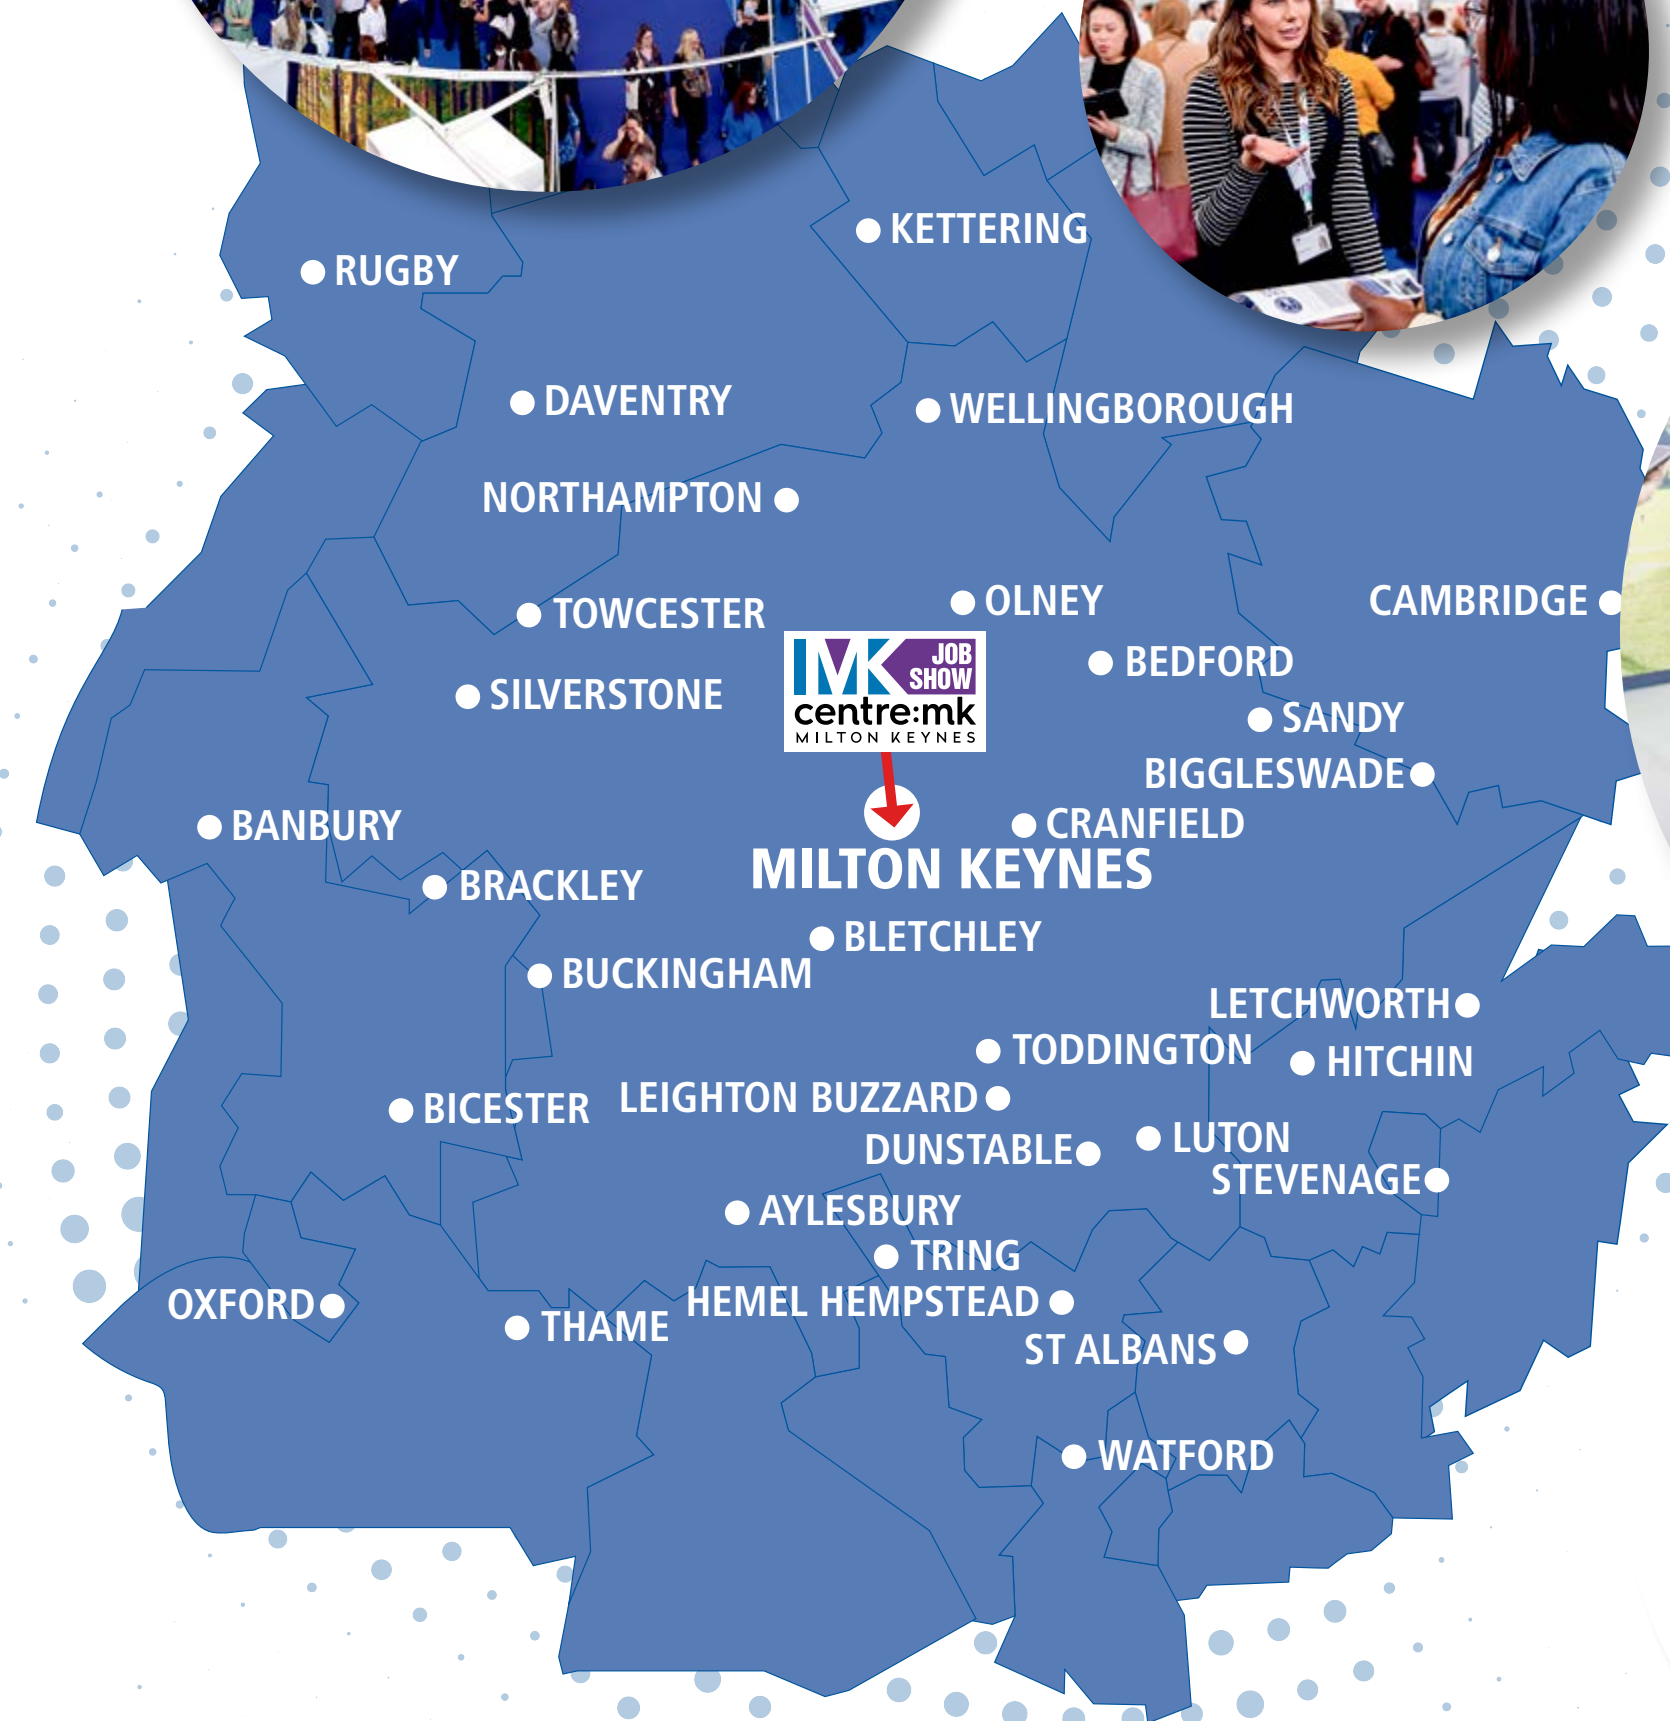 KETTERING
RUGBY
DAVENTRY
WELLINGBOROUGH
NORTHAMPTON
OLNEY
CAMBRIDGE
TOWCESTER
MK JOB
SHOW
centre:mk
MILTON KEYNES
BEDFORD
SILVERSTONE
SANDY
BIGGLESWADE
BANBURY
CRANFIELD
MILTON KEYNES
BRACKLEY
BLETCHLEY
BUCKINGHAM
LETCHWORTH
TODDINGTON
HITCHIN
LEIGHTON BUZZARD
BICESTER
LUTON
DUNSTABLE
STEVENAGE
AYLESBURY
TRING
HEMEL HEMPSTEAD
OXFORD
THAME
ST ALBANS
WATFORD